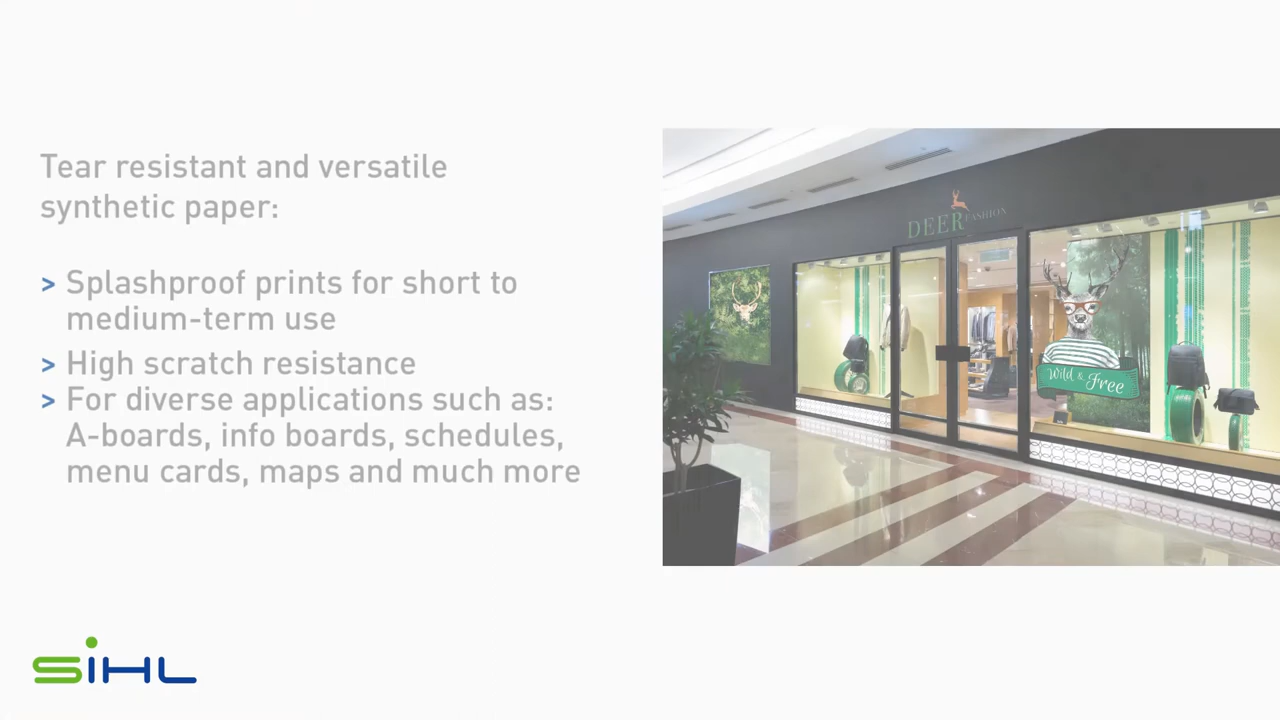 Tear resistant and versatile
synthetic paper:
> Splashproof prints for short to
medium-term use
> High scratch resistance
> For diverse applications such as:
A-boards, info boards, schedules,
menu cards, maps and much more
DEER FASHION
Wild & Free
SiHL